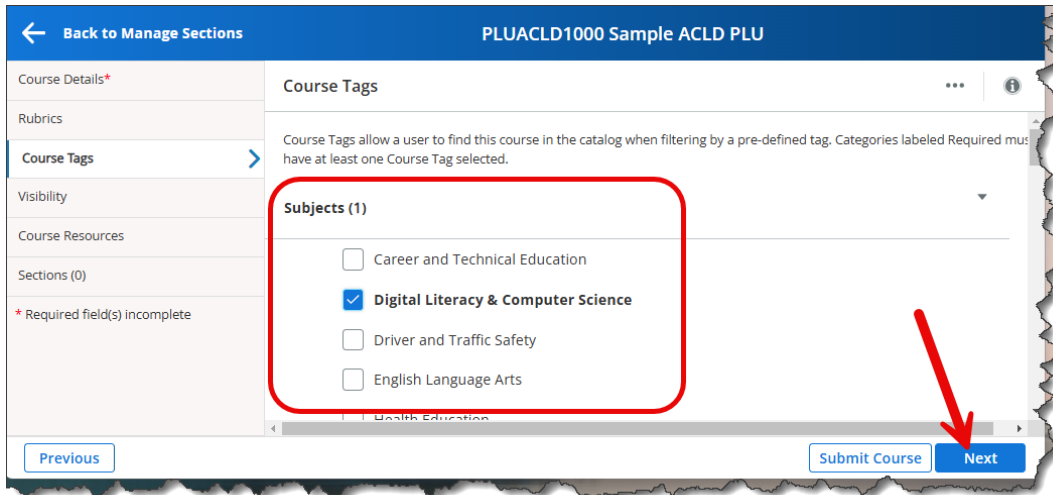 Back to Manage Sections
PLUACLD1000 Sample ACLD PLU
Course Details*
Rubrics
Course Tags
Visibility
Course Resources
Sections (0)
* Required field(s) incomplete
Course Tags
Course Tags allow a user to find this course in the catalog when filtering by a pre-defined tag. Categories labeled Required mus
have at least one Course Tag selected.
Subjects (1)
Career and Technical Education
Digital Literacy & Computer Science
Driver and Traffic Safety
English Language Arts
Health Education
Previous
Submit Course
Next